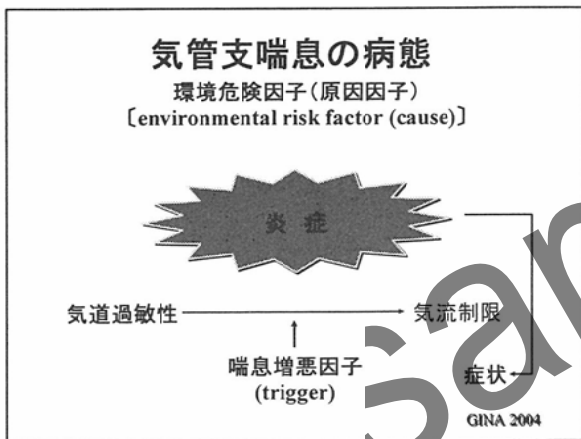 気管支喘息の病態
環境危険因子(原因因子)
〔environmental risk factor (cause)〕
炎 症
気道過敏性
気流制限
喘息増悪因子
(trigger)
症状
GINA 2004